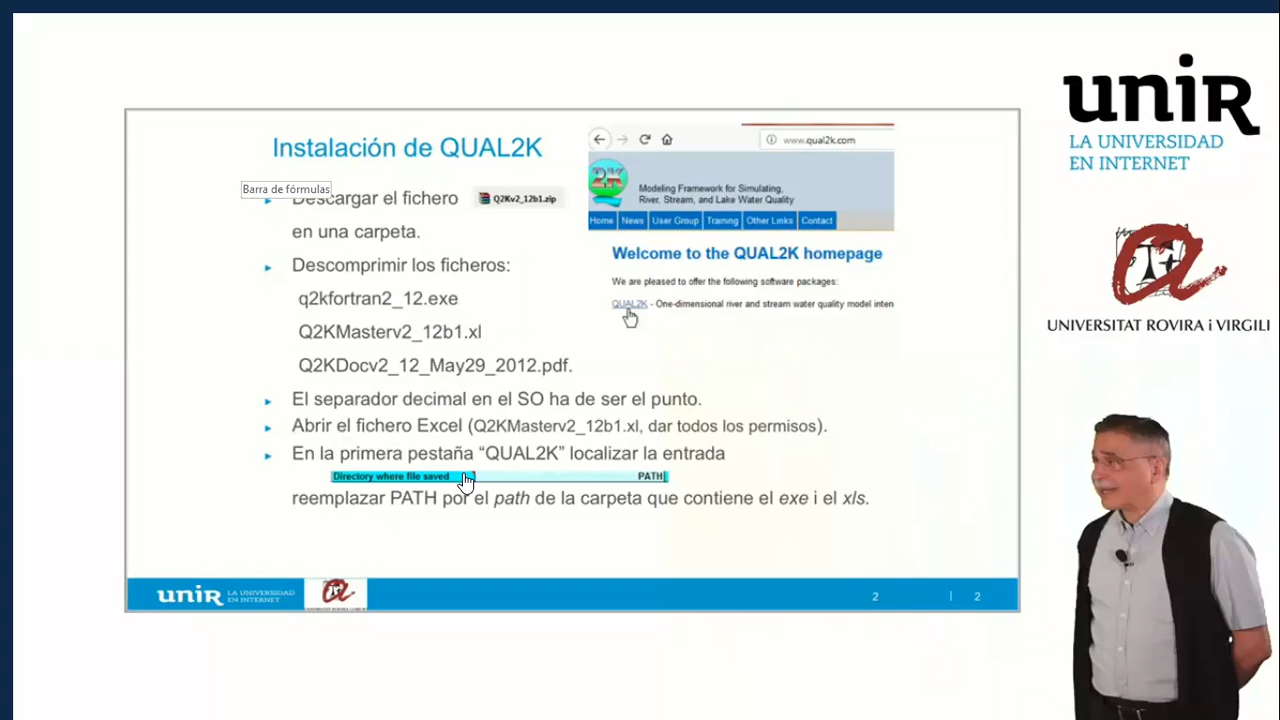 Instalación de QUAL2K
Barra de fórmulas
Descargar el fichero
Q2Kv2_12b1.zip
en una carpeta.
Descomprimir los ficheros:
q2kfortran2_12.exe
Q2KMasterv2_12b1.xl
Q2KDocv2_12_May29_2012.pdf.
El separador decimal en el SO ha de ser el punto.
Abrir el fichero Excel (Q2KMasterv2_12b1.xl, dar todos los permisos).
En la primera pestaña “QUAL2K” localizar la entrada
Directory where file saved PATH
reemplazar PATH por el path de la carpeta que contiene el exe i el xls.
www.qual2k.com
2K
Modeling Framework for Simulating,
River, Stream, and Lake Water Quality
Home News User Group Training Other Links Contact
Welcome to the QUAL2K homepage
We are pleased to offer the following software packages:
QUAL2K - One-dimensional river and stream water quality model inten
uniR LA UNIVERSIDAD
EN INTERNET
2 | 2
uniR
LA UNIVERSIDAD
EN INTERNET
UNIVERSITAT ROVIRA i VIRGILI